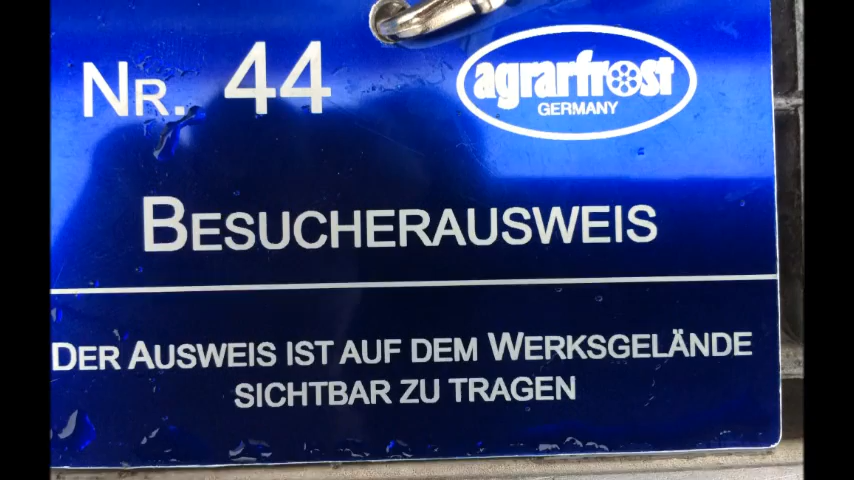 Nr. 44
agrarfrost
GERMANY
BESUCHERAUSWEIS
DER AUSWEIS IST AUF DEM WERKSGELÄNDE
SICHTBAR ZU TRAGEN